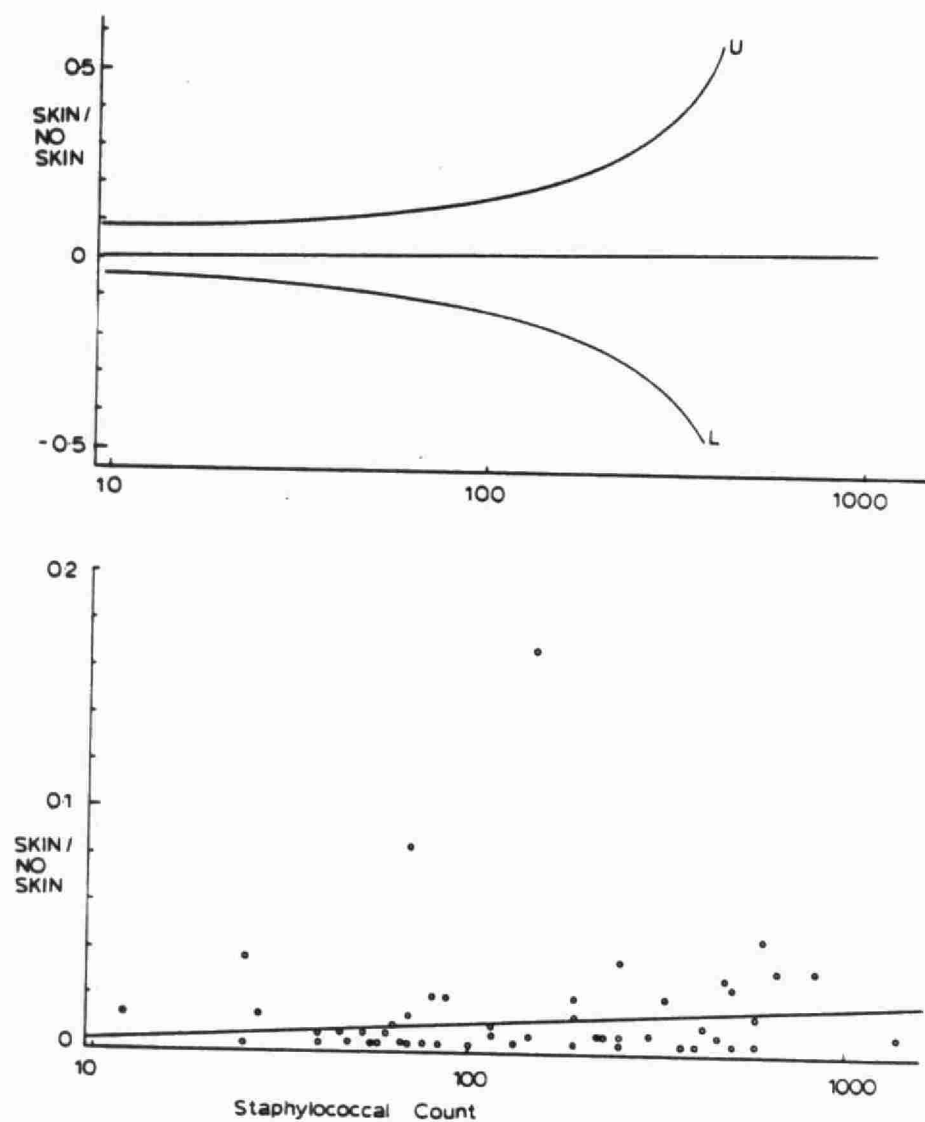 0·5
U
SKIN/
NO
SKIN
0
-0·5
L
10
100
1000
0·2
0·1
SKIN/
NO
SKIN
0
10
100
1000
Staphylococcal Count